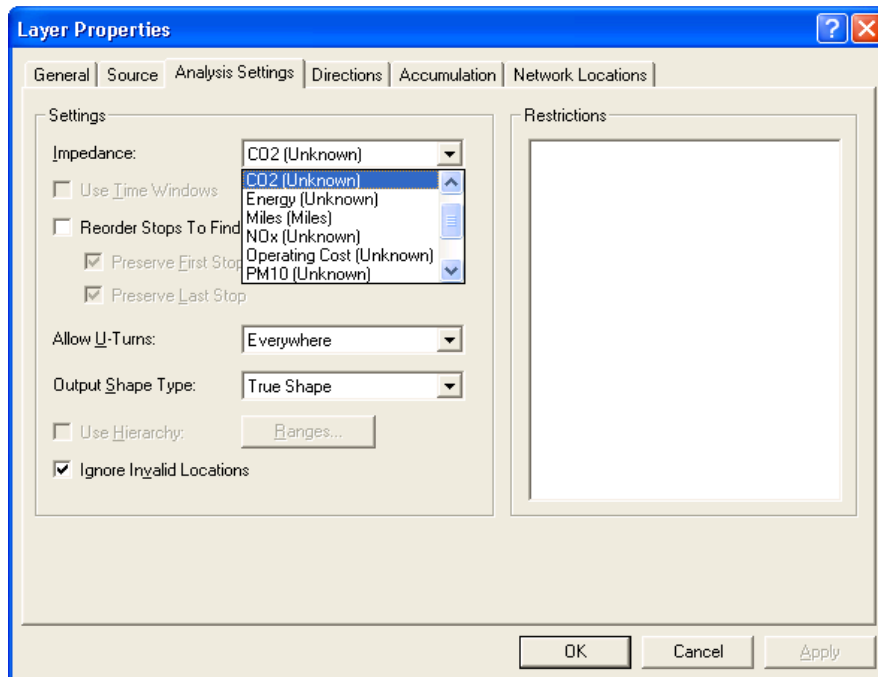 Layer Properties
General Source Analysis Settings Directions Accumulation Network Locations
Settings
Impedance: CO2 (Unknown)
CO2 (Unknown)
Energy (Unknown)
Miles (Miles)
NOx (Unknown)
Operating Cost (Unknown)
PM10 (Unknown)
Use Time Windows
Reorder Stops To Find
Preserve First Stop
Preserve Last Stop
Allow U-Turns: Everywhere
Output Shape Type: True Shape
Use Hierarchy: Ranges...
Ignore Invalid Locations
Restrictions
OK Cancel Apply